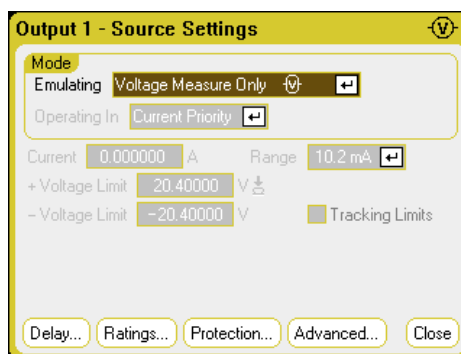 Output 1 - Source Settings
Mode
Emulating Voltage Measure Only V
Operating In Current Priority
Current 0.000000 A Range 10.2 mA
+ Voltage Limit 20.40000 V
- Voltage Limit -20.40000 V Tracking Limits
Delay... Ratings... Protection... Advanced... Close